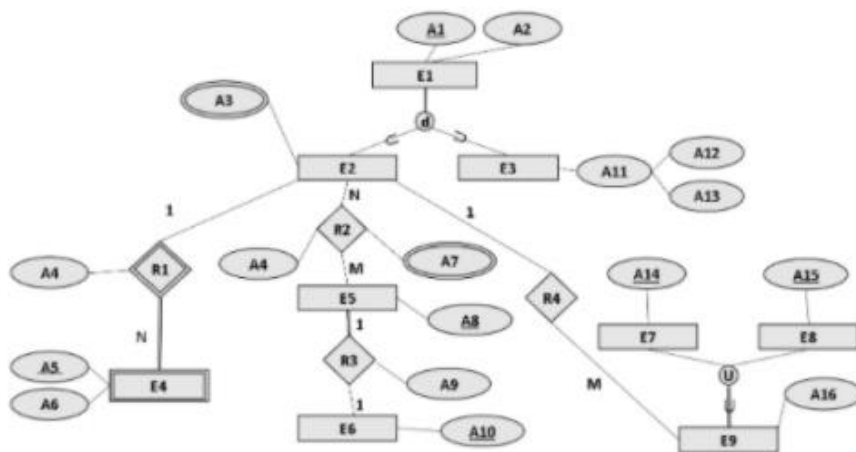 A1 A2
E1
A3
d
E2 E3 A11 A12
A13
1 N 1
A4 R1 A4 R2 A7
M
R4 A14 A15
E5 A8
N 1 E7 E8
A5 E4 R3 A9 U
A6 1 M A16
E6 A10 E9